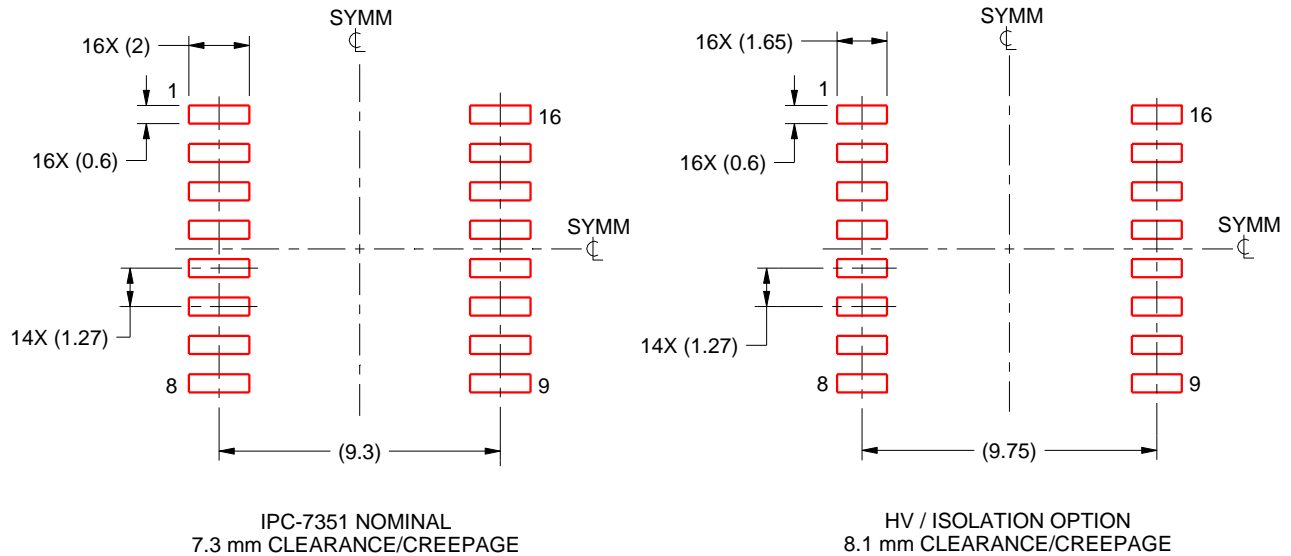 SYMM
℄
16X (2)
1
16
16X (0.6)
SYMM
℄
14X (1.27)
8
9
(9.3)
IPC-7351 NOMINAL
7.3 mm CLEARANCE/CREEPAGE
SYMM
℄
16X (1.65)
1
16
16X (0.6)
SYMM
℄
14X (1.27)
8
9
(9.75)
HV / ISOLATION OPTION
8.1 mm CLEARANCE/CREEPAGE